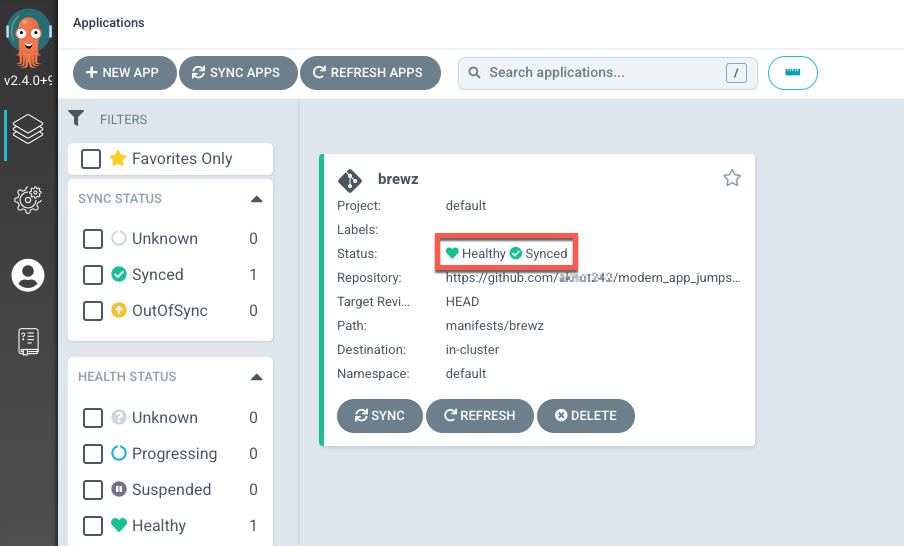 Applications
v2.4.0+9
NEW APP
SYNC APPS
REFRESH APPS
Search applications...
/
FILTERS
Favorites Only
SYNC STATUS
Unknown 0
Synced 1
OutOfSync 0
HEALTH STATUS
Unknown 0
Progressing 0
Suspended 0
Healthy 1
brewz
Project: default
Labels:
Status: Healthy Synced
Repository: https://github.com/ /modern_app_jumps...
Target Revi... HEAD
Path: manifests/brewz
Destination: in-cluster
Namespace: default
SYNC
REFRESH
DELETE